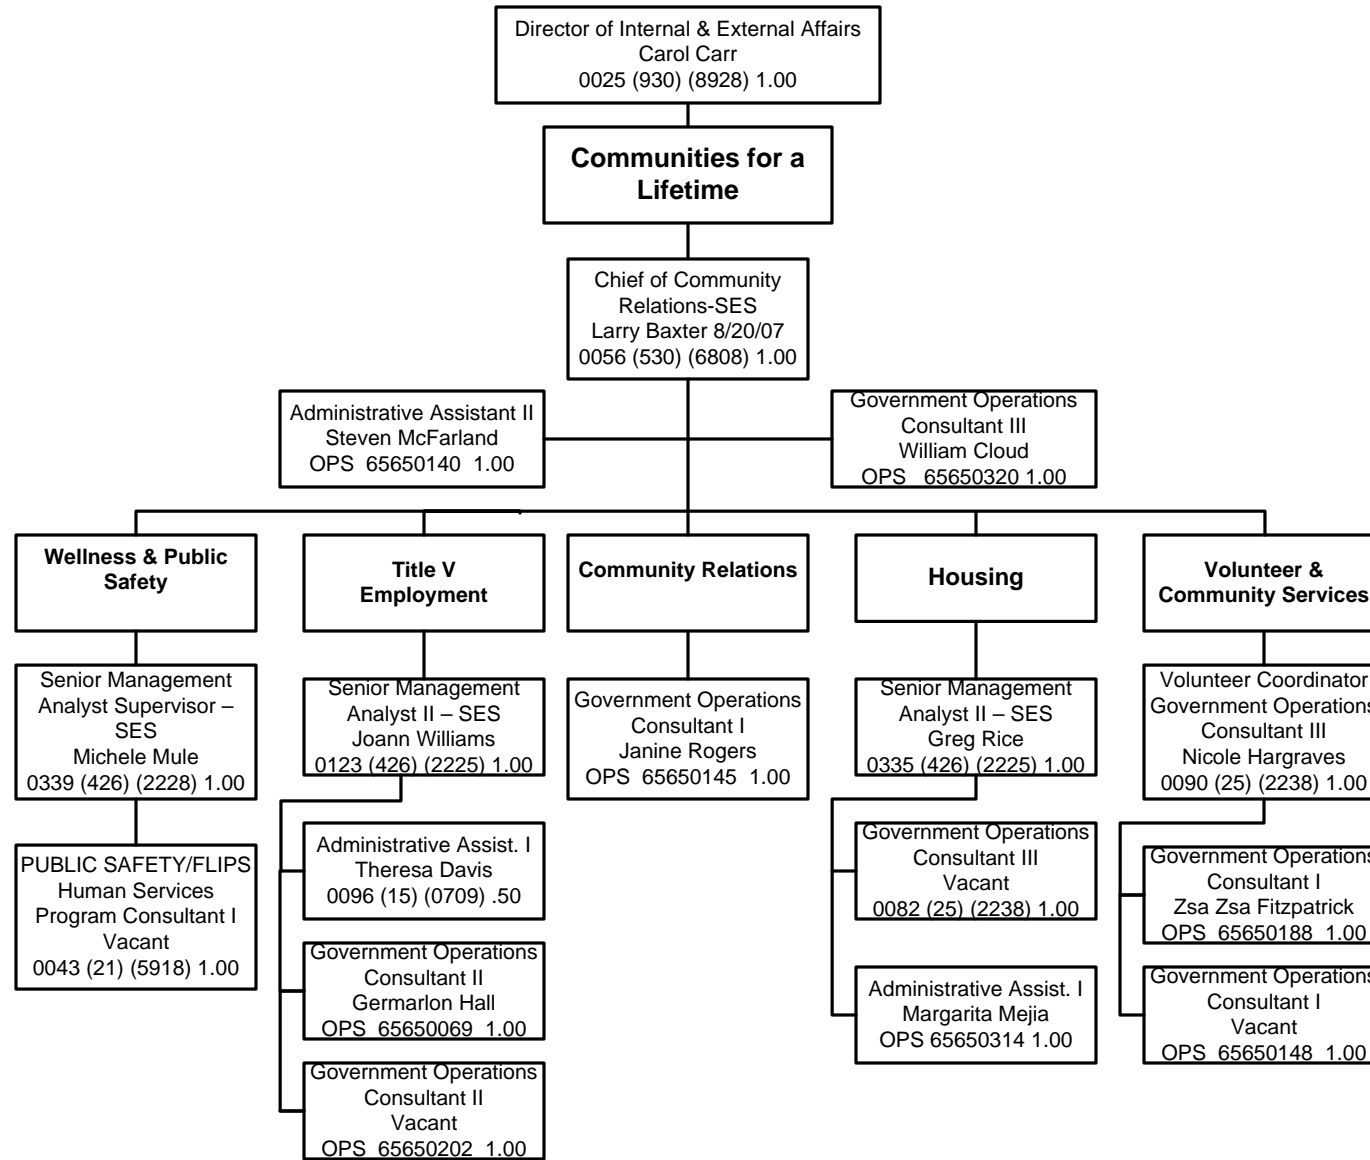 Director of Internal & External Affairs
Carol Carr
0025 (930) (8928) 1.00
Communities for a
Lifetime
Chief of Community
Relations-SES
Larry Baxter 8/20/07
0056 (530) (6808) 1.00
Administrative Assistant II
Steven McFarland
OPS 65650140 1.00
Government Operations
Consultant III
William Cloud
OPS 65650320 1.00
Wellness & Public
Safety
Senior Management
Analyst Supervisor –
SES
Michele Mule
0339 (426) (2228) 1.00
PUBLIC SAFETY/FLIPS
Human Services
Program Consultant I
Vacant
0043 (21) (5918) 1.00
Title V
Employment
Senior Management
Analyst II – SES
Joann Williams
0123 (426) (2225) 1.00
Administrative Assist. I
Theresa Davis
0096 (15) (0709) .50
Government Operations
Consultant II
Germarlon Hall
OPS 65650069 1.00
Government Operations
Consultant II
Vacant
OPS 65650202 1.00
Community Relations
Government Operations
Consultant I
Janine Rogers
OPS 65650145 1.00
Housing
Senior Management
Analyst II – SES
Greg Rice
0335 (426) (2225) 1.00
Government Operations
Consultant III
Vacant
0082 (25) (2238) 1.00
Administrative Assist. I
Margarita Mejia
OPS 65650314 1.00
Volunteer &
Community Services
Volunteer Coordinator
Government Operations
Consultant III
Nicole Hargraves
0090 (25) (2238) 1.00
Government Operations
Consultant I
Zsa Zsa Fitzpatrick
OPS 65650188 1.00
Government Operations
Consultant I
Vacant
OPS 65650148 1.00